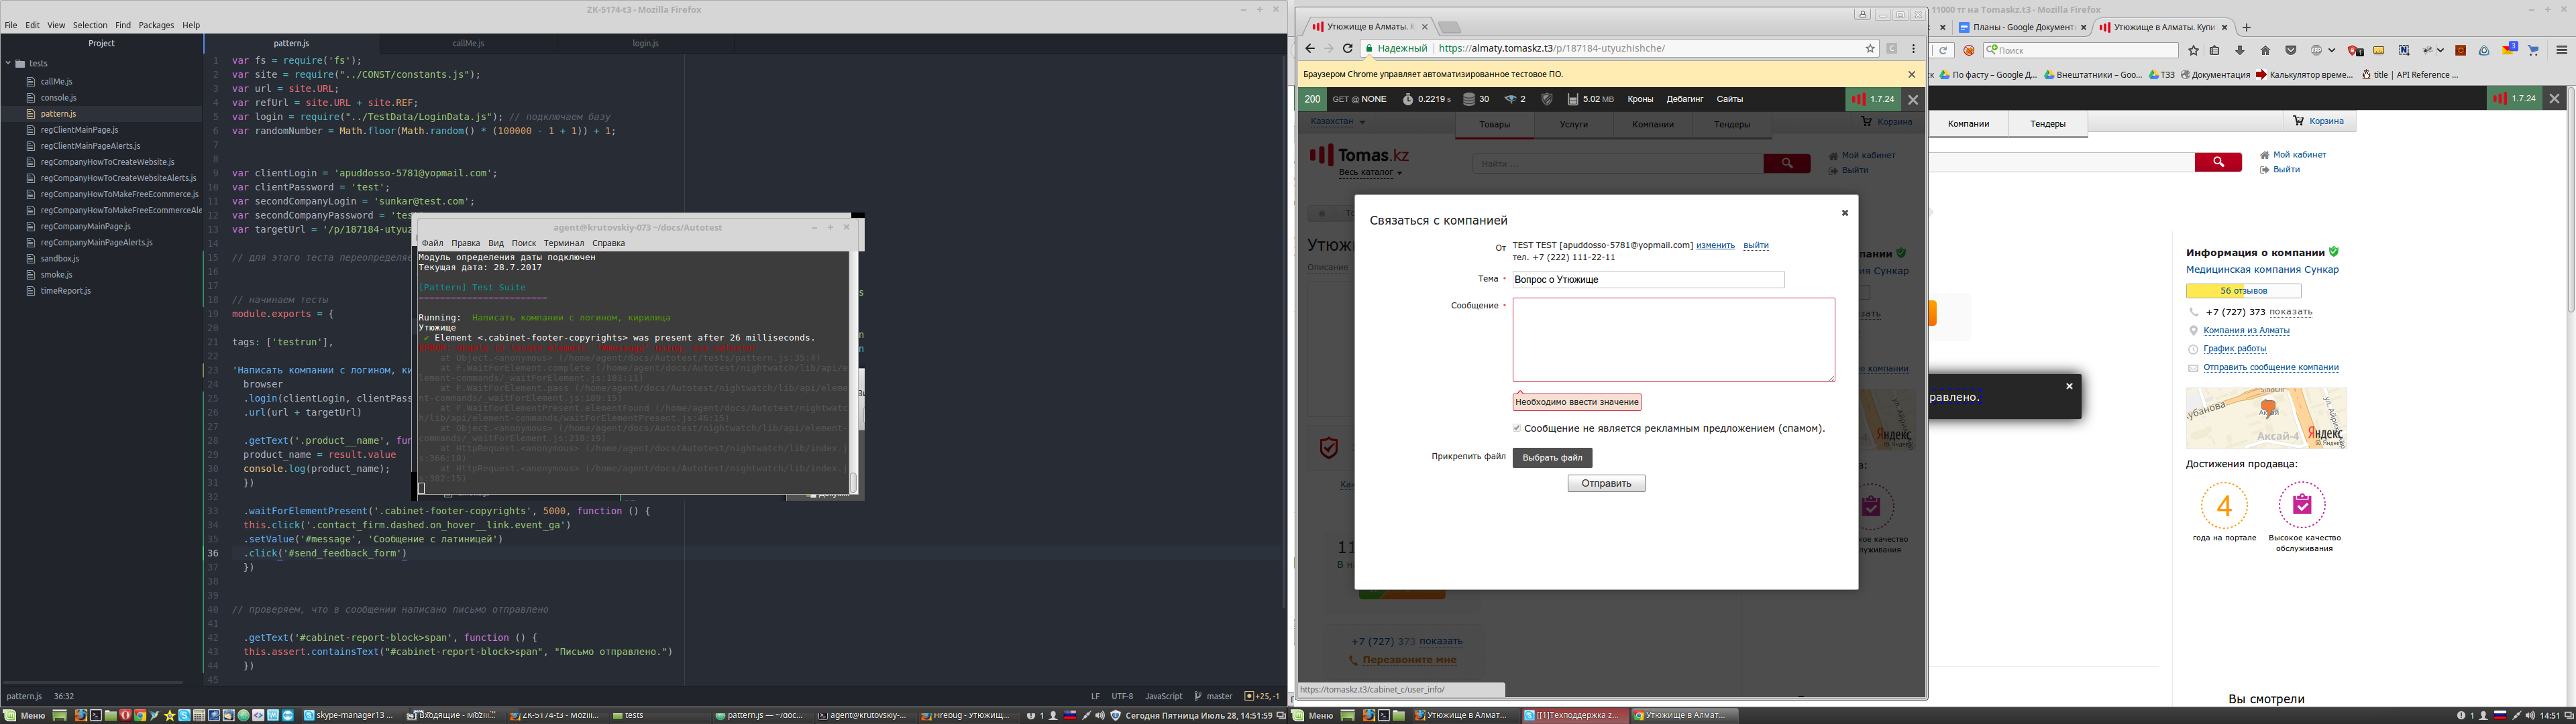 ZK-5174-t3 - Mozilla Firefox
File Edit View Selection Find Packages Help
Project
pattern.js callMe.js login.js
tests
callMe.js
console.js
pattern.js
regClientMainPage.js
regClientMainPageAlerts.js
regCompanyHowToCreateWebsite.js
regCompanyHowToCreateWebsiteAlerts.js
regCompanyHowToMakeFreeEcommerce.js
regCompanyHowToMakeFreeEcommerceAle
regCompanyMainPage.js
regCompanyMainPageAlerts.js
sandbox.js
smoke.js
timeReport.js
1 var fs = require('fs');
2 var site = require("../CONST/constants.js");
3 var url = site.URL;
4 var refUrl = site.URL + site.REF;
5 var login = require("../TestData/LoginData.js"); // подключаем базу
6 var randomNumber = Math.floor(Math.random() * (100000 - 1 + 1)) + 1;
7
8
9 var clientLogin = 'apuddosso-5781@yopmail.com';
10 var clientPassword = 'test';
11 var secondCompanyLogin = 'sunkar@test.com';
12 var secondCompanyPassword = 'tes
13 var targetUrl = '/p/187184-utyuz
14
15 // для этого теста переопределяе
16
17
18 // начинаем тесты
19 module.exports = {
20
21 tags: ['testrun'],
22
23 'Написать компании с логином, ки
24 browser
25 .login(clientLogin, clientPass
26 .url(url + targetUrl)
27
28 .getText('.product__name', fu
29 product_name = result.value
30 console.log(product_name);
31 })
32
33 .waitForElementPresent('.cabinet-footer-copyrights', 5000, function () {
34 this.click('.contact_firm.dashed.on_hover__link.event_ga')
35 .setValue('#message', 'Сообщение с латиницей')
36 .click('#send_feedback_form')
37 })
38
39
40 // проверяем, что в сообщении написано письмо отправлено
41
42 .getText('#cabinet-report-block>span', function () {
43 this.assert.containsText("#cabinet-report-block>span", "Письмо отправлено.")
44 })
45
pattern.js 36:32 LF UTF-8 JavaScript master +25, -1
agent@krutovskiy-073 ~/docs/Autotest
Файл Правка Вид Поиск Терминал Справка
Модуль определения даты подключен
Текущая дата: 28.7.2017
[Pattern] Test Suite
========================
Running: Написать компании с логином, кирилица
Утюжище
✔ Element <.cabinet-footer-copyrights> was present after 26 milliseconds.
at Object.<anonymous> (/home/agent/docs/Autotest/tests/pattern.js:35:4)
at F.WaitForElement.complete (/home/agent/docs/Autotest/nightwatch/lib/api/el
ement-commands/_waitForElement.js:181:11)
at F.WaitForElement.pass (/home/agent/docs/Autotest/nightwatch/lib/api/eleme
nt-commands/_waitForElement.js:189:15)
at F.WaitForElementPresent.elementFound (/home/agent/docs/Autotest/nightwatc
h/lib/api/element-commands/waitForElementPresent.js:46:15)
at /home/agent/docs/Autotest/nightwatch/lib/api/element-
commands/_waitForElement.js:218:19)
at HttpRequest.<anonymous> (/home/agent/docs/Autotest/nightwatch/lib/index.j
s:366:18)
at HttpRequest.<anonymous> (/home/agent/docs/Autotest/nightwatch/lib/index.j
s:382:15)
Утюжище в Алматы. К
Надежный https://almaty.tomaskz.t3/p/187184-utyuzhishche/
Браузером Chrome управляет автоматизированное тестовое ПО.
200 GET @ NONE 0.2219 s 30 2 5.02 MB Кроны Дебагинг Сайты 1.7.24
Казахстан Товары Услуги Компании Тендеры Корзина
Tomas.kz Найти ... Мой кабинет
Весь каталог Выйти
Связаться с компанией
От TEST TEST [apuddosso-5781@yopmail.com] изменить выйти
тел. +7 (222) 111-22-11
Тема * Вопрос о Утюжище
Сообщение *
Необходимо ввести значение
Сообщение не является рекламным предложением (спамом).
Прикрепить файл Выбрать файл
Отправить
Описание
+7 (727) 373 показать
Перезвоните мне
https://tomaskz.t3/cabinet_c/user_info/
11000 тг на Tomaskz.t3 - Mozilla Firefox
Планы - Google Документ Утюжище в Алматы. Купи
Поиск
По фасту – Google Д... Внештатники – Goo... ТЗЗ Документация Калькулятор време... title | API Reference ...
1.7.24
Компании Тендеры Корзина
Мой кабинет
Выйти
Информация о компании
Медицинская компания Сункар
56 отзывов
+7 (727) 373 показать
Компания из Алматы
График работы
Отправить сообщение компании
равлено.
Аксай-4
Яндекс
Достижения продавца:
4
года на портале
Высокое качество
обслуживания
Вы смотрели
Menu skype-manager13 Входящие - Mozill... ZK-5174-t3 - Mozill... tests pattern.js — ~/doc... agent@krutovskiy-... Firebug - Утюжищ... 1 Сегодня Пятница Июль 28, 14:51:59
Меню Утюжище в Алмат... [[1]Техподдержка z... Утюжище в Алмат... 1 14:51